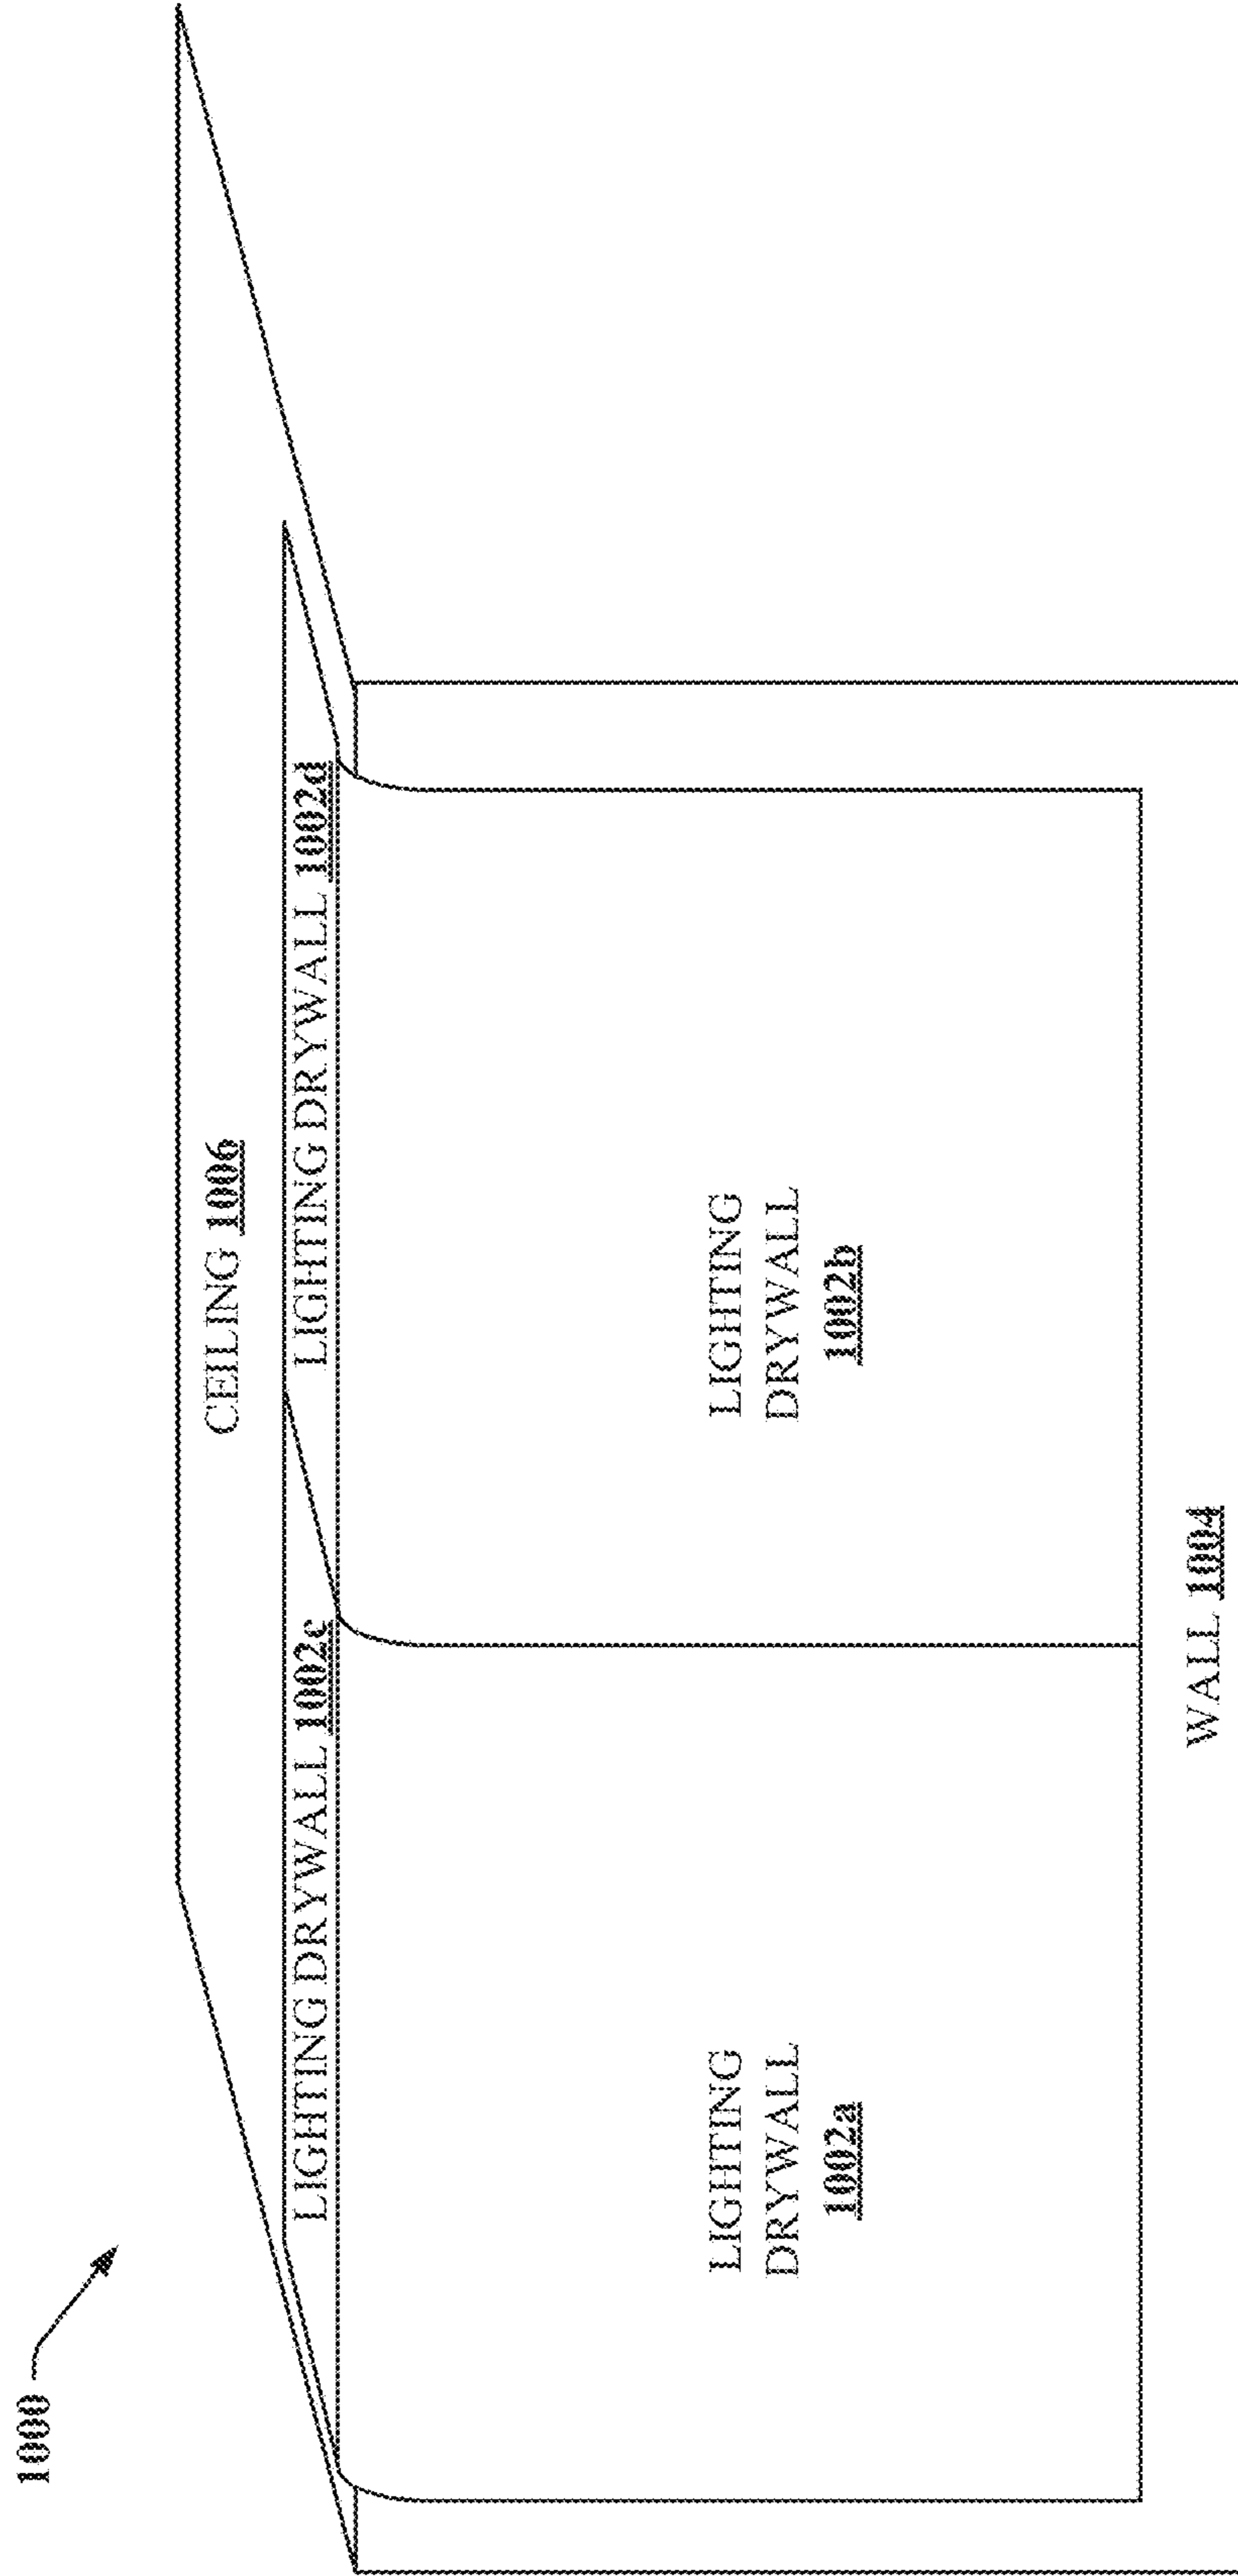 1000
CEILING 1006
LIGHTING DRYWALL 1002c
LIGHTING DRYWALL 1002d
LIGHTING
DRYWALL
1002a
LIGHTING
DRYWALL
1002b
WALL 1004